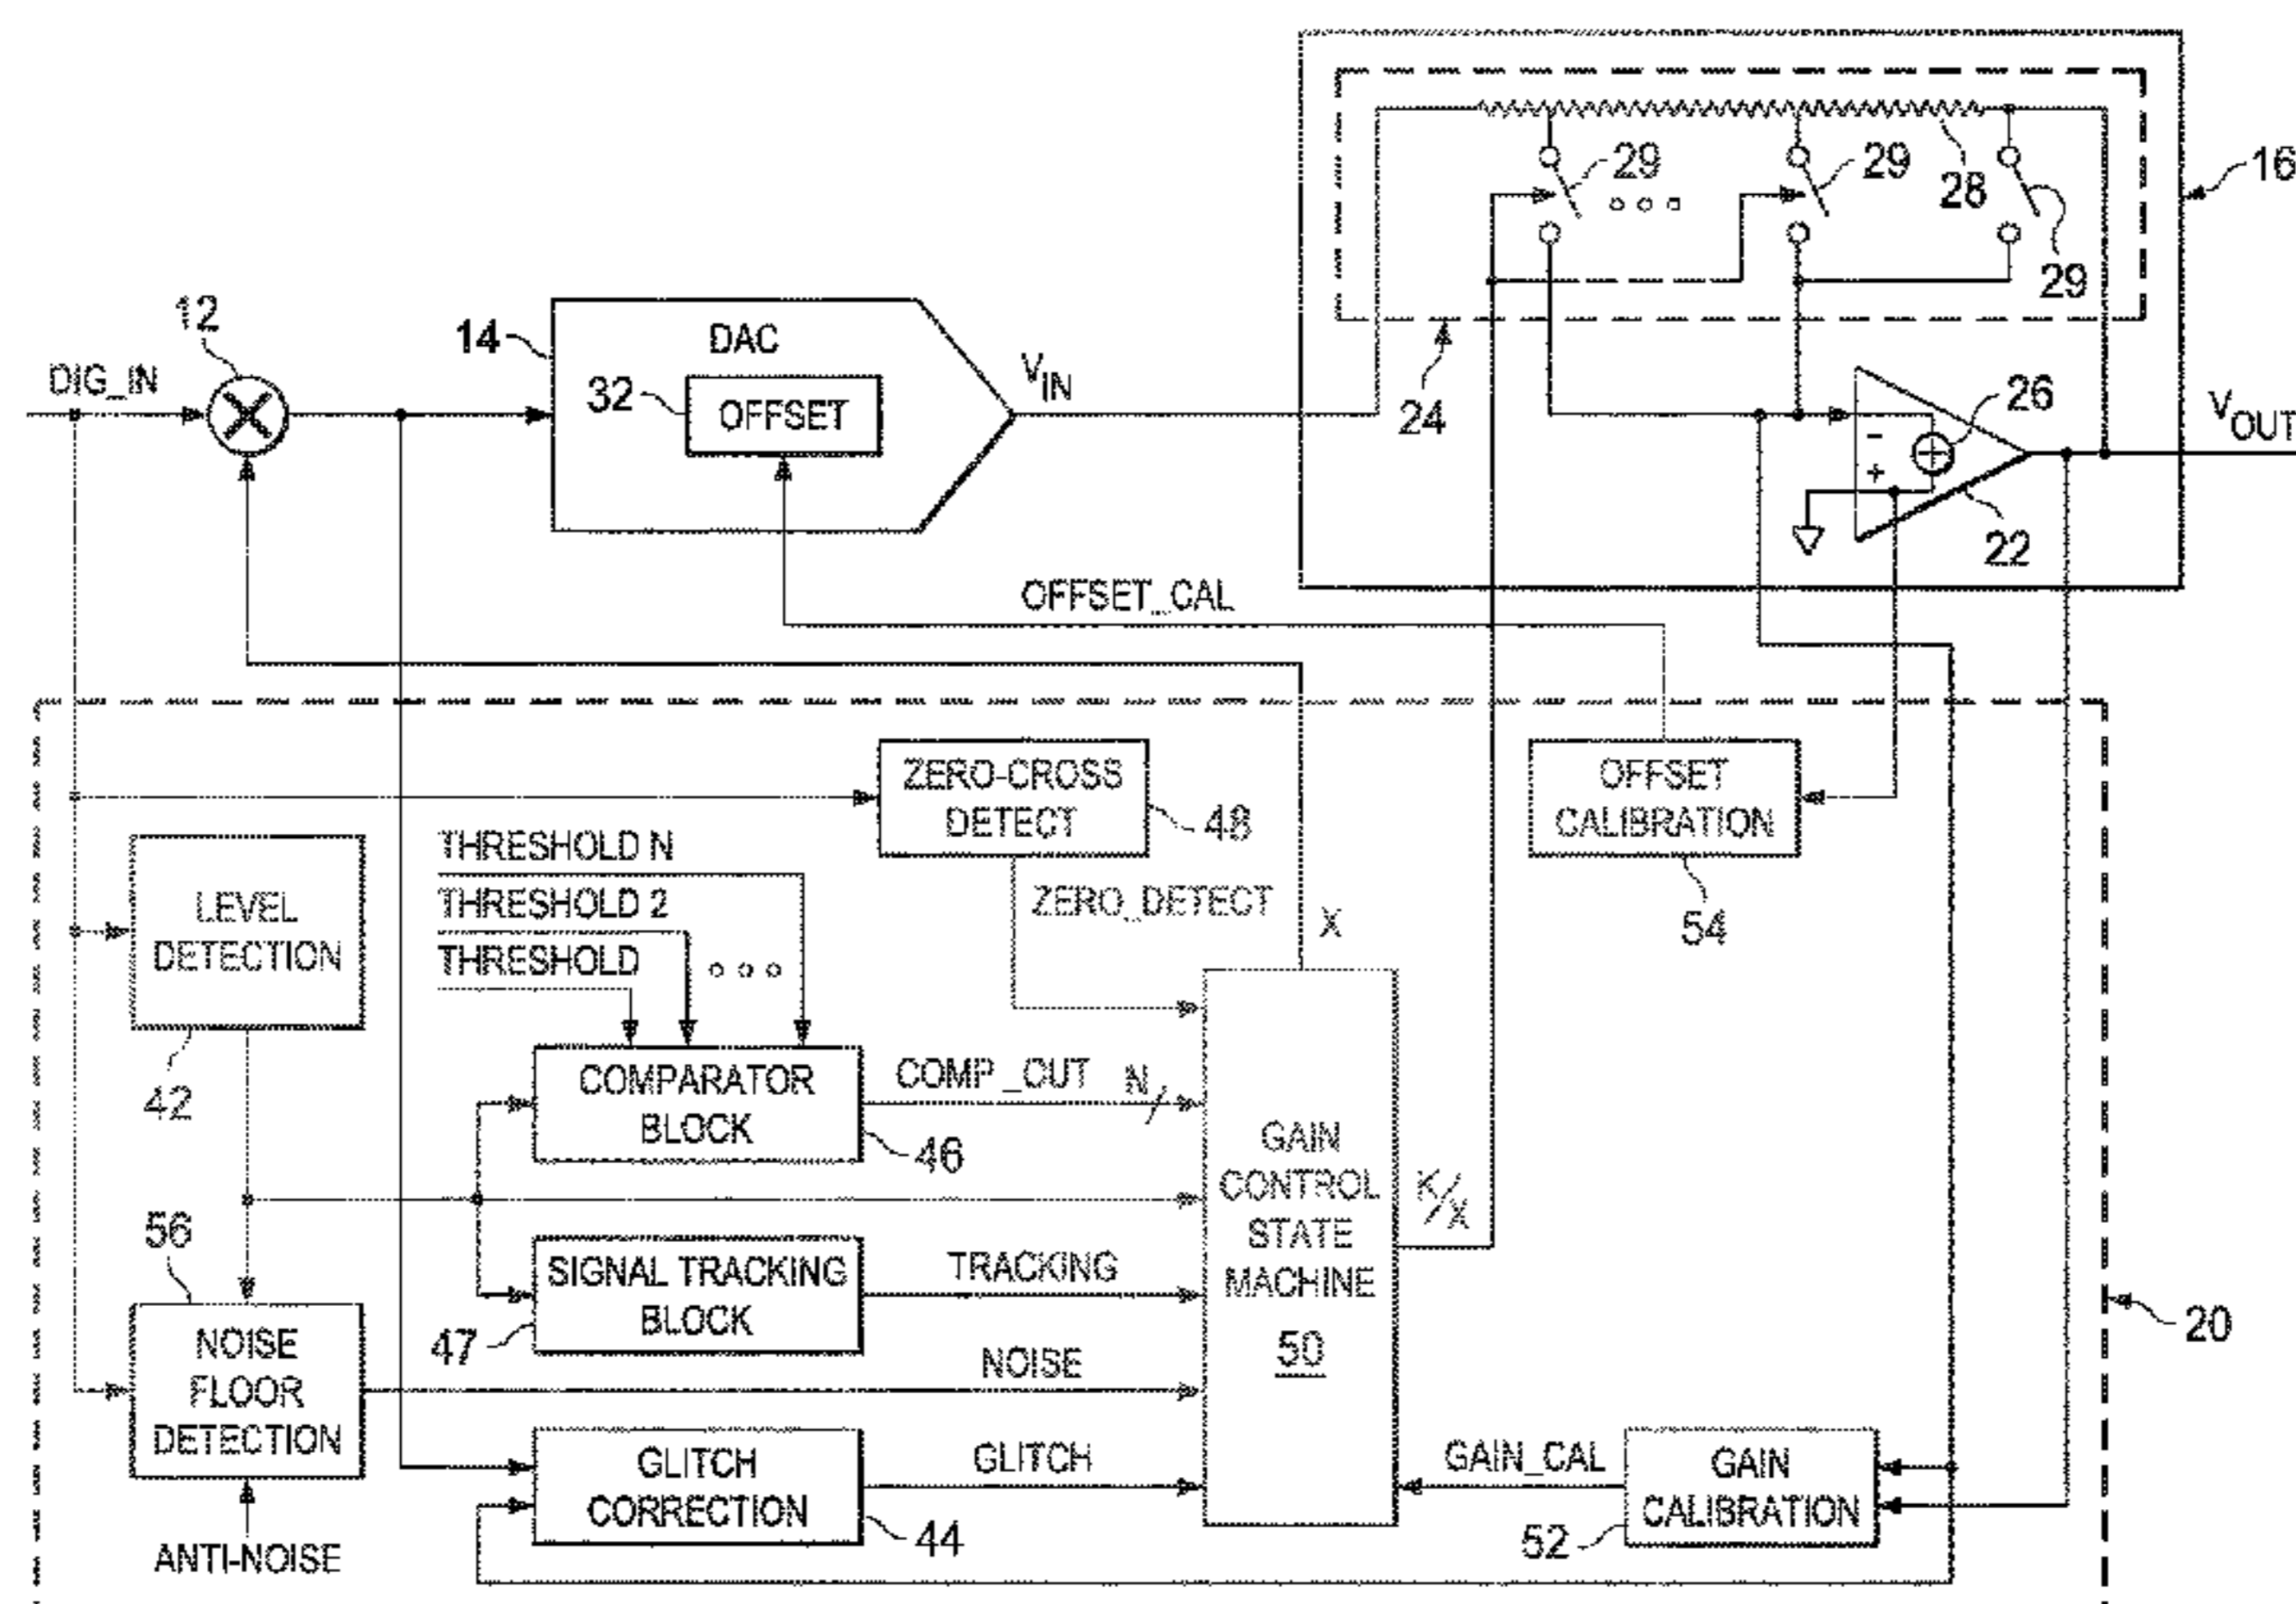 16
29
29
28
29
12
DIG_IN
14
DAC
32
OFFSET
VIN
24
26
-
+
22
VOUT
OFFSET_CAL
ZERO-CROSS
DETECT
48
OFFSET
CALIBRATION
54
THRESHOLD N
THRESHOLD 2
THRESHOLD
ZERO_DETECT
X
LEVEL
DETECTION
42
COMPARATOR
BLOCK
46
COMP_OUT
N
GAIN
CONTROL
STATE
MACHINE
50
K/X
56
SIGNAL TRACKING
BLOCK
47
TRACKING
20
NOISE
FLOOR
DETECTION
NOISE
GLITCH
CORRECTION
44
GLITCH
GAIN_CAL
GAIN
CALIBRATION
52
ANTI-NOISE